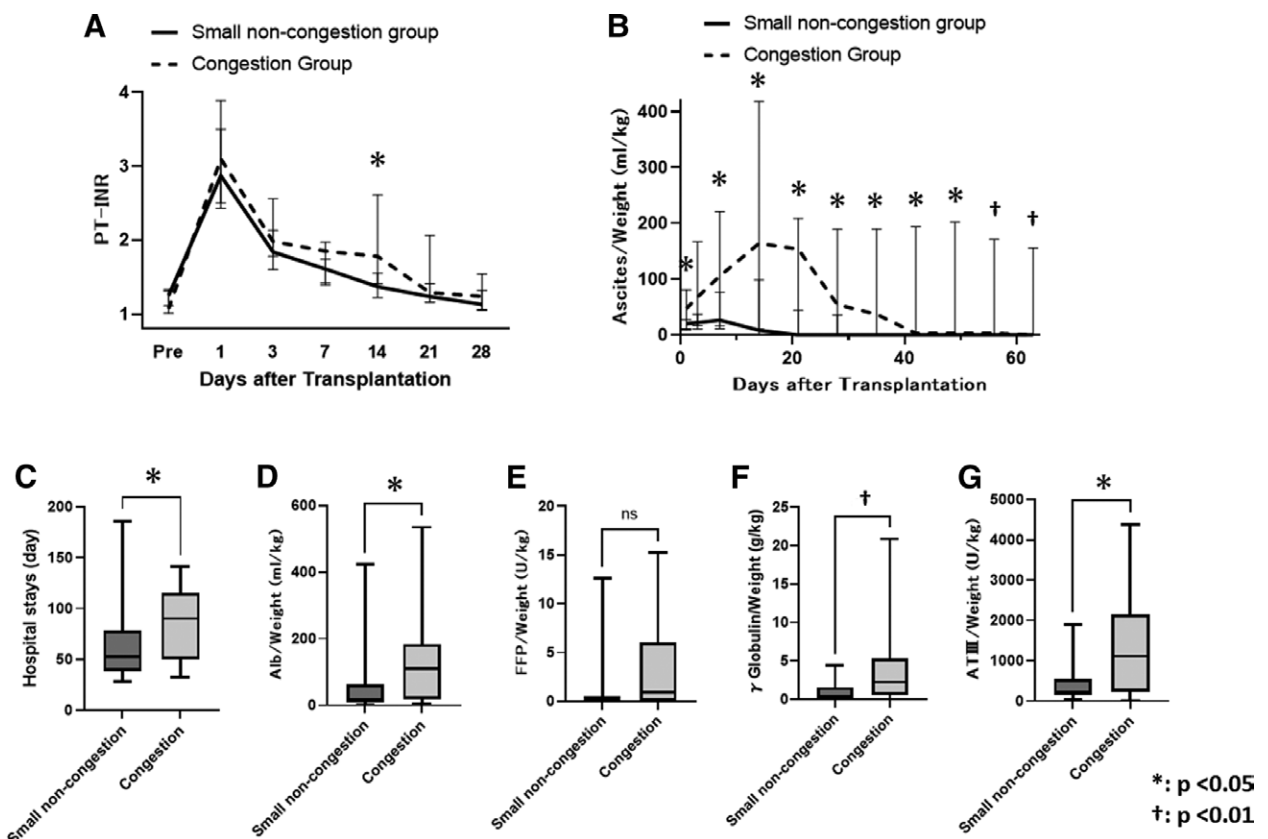 A
Small non-congestion group
Congestion Group
PT-INR
4
3
2
1
*
Pre 1 3 7 14 21 28
Days after Transplantation
B
Small non-congestion group
Congestion Group
Ascites/Weight (ml/kg)
400
300
200
100
0
* * * * * * * * † †
0 20 40 60
Days after Transplantation
C
*
Hospital stays (day)
200
150
100
50
0
Small non-congestion
Congestion
D
*
Alb/Weight (ml/kg)
600
400
200
0
Small non-congestion
Congestion
E
ns
FFP/Weight (U/kg)
20
15
10
5
0
Small non-congestion
Congestion
F
†
γ Globulin/Weight (g/kg)
25
20
15
10
5
0
Small non-congestion
Congestion
G
*
ATⅢ/Weight (U/kg)
5000
4000
3000
2000
1000
0
Small non-congestion
Congestion
*: p <0.05
†: p <0.01